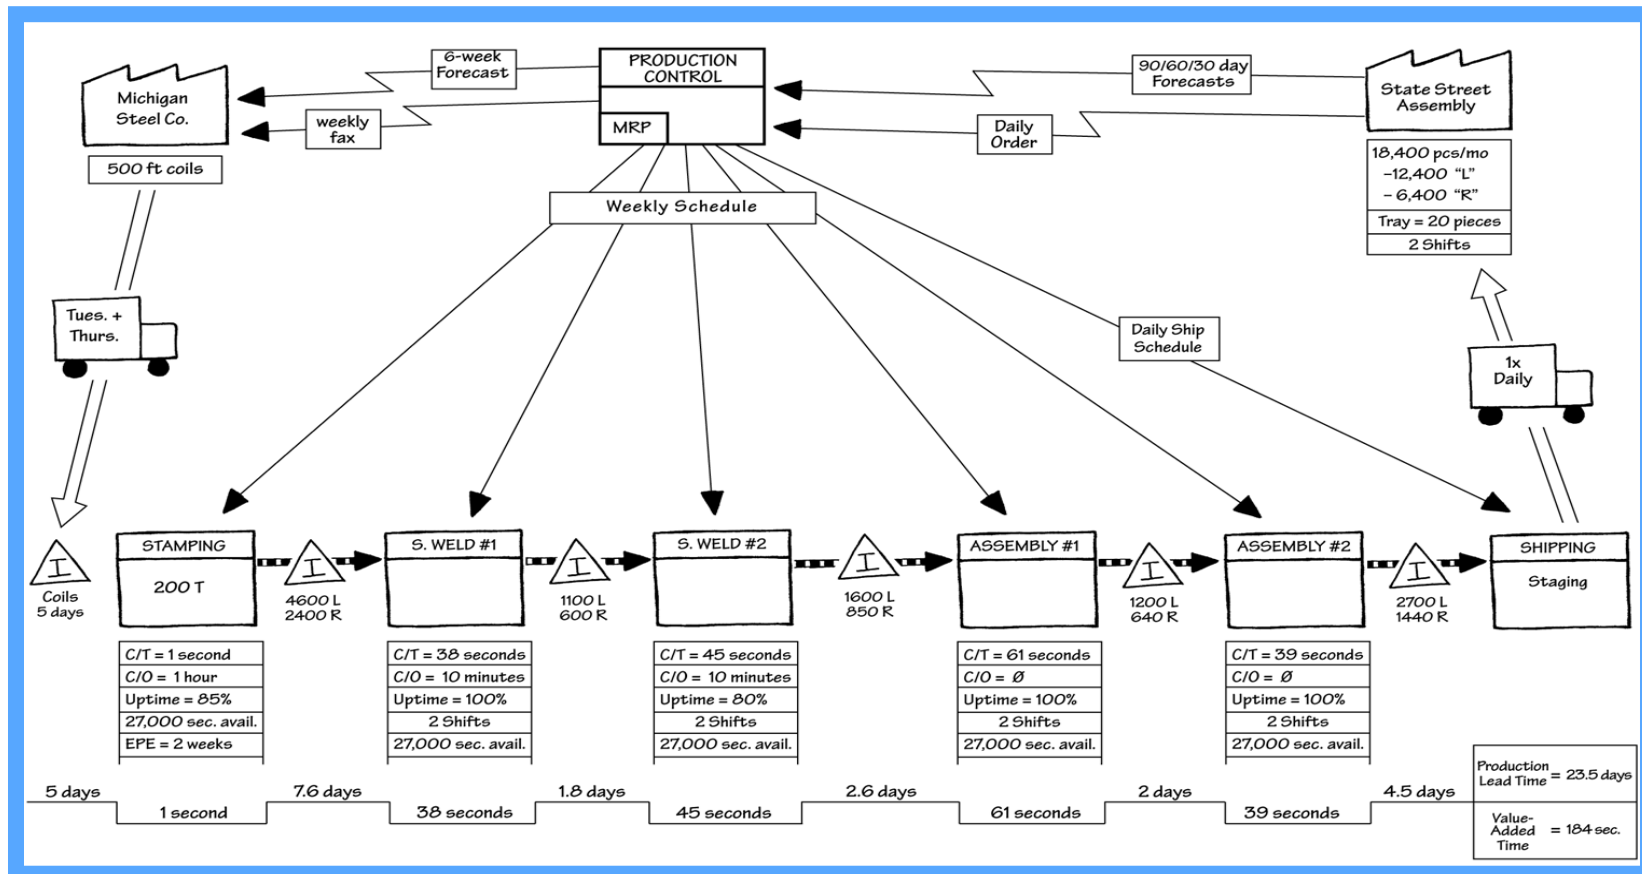 6-week
Forecast
PRODUCTION
CONTROL
MRP
90/60/30 day
Forecasts
Daily
Order
Michigan
Steel Co.
weekly
fax
500 ft coils
State Street
Assembly
18,400 pcs/mo
-12,400 "L"
- 6,400 "R"
Tray = 20 pieces
2 Shifts
Weekly Schedule
Tues. +
Thurs.
Daily Ship
Schedule
1x
Daily
I
Coils
5 days
STAMPING
200 T
C/T = 1 second
C/O = 1 hour
Uptime = 85%
27,000 sec. avail.
EPE = 2 weeks
I
4600 L
2400 R
S. WELD #1
C/T = 38 seconds
C/O = 10 minutes
Uptime = 100%
2 Shifts
27,000 sec. avail.
I
1100 L
600 R
S. WELD #2
C/T = 45 seconds
C/O = 10 minutes
Uptime = 80%
2 Shifts
27,000 sec. avail.
I
1600 L
850 R
ASSEMBLY #1
C/T = 61 seconds
C/O = Ø
Uptime = 100%
2 Shifts
27,000 sec. avail.
I
1200 L
640 R
ASSEMBLY #2
C/T = 39 seconds
C/O = Ø
Uptime = 100%
2 Shifts
27,000 sec. avail.
I
2700 L
1440 R
SHIPPING
Staging
5 days
1 second
7.6 days
38 seconds
1.8 days
45 seconds
2.6 days
61 seconds
2 days
39 seconds
4.5 days
Production
Lead Time = 23.5 days
Value-
Added
Time = 184 sec.